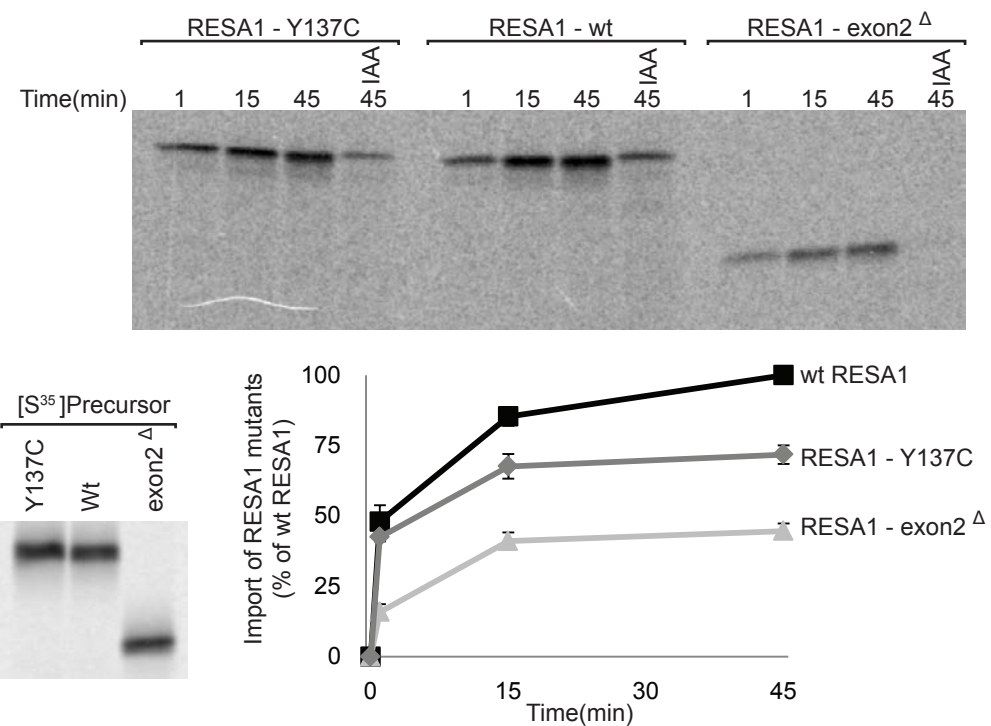 RESA1 - Y137C RESA1 - wt RESA1 - exon2 Δ
IAA IAA IAA
Time(min) 1 15 45 45 1 15 45 45 1 15 45 45
[S35]Precursor
Y137C Wt exon2 Δ
Import of RESA1 mutants
(% of wt RESA1)
100
75
50
25
0
wt RESA1
RESA1 - Y137C
RESA1 - exon2 Δ
0 15 30 45
Time(min)